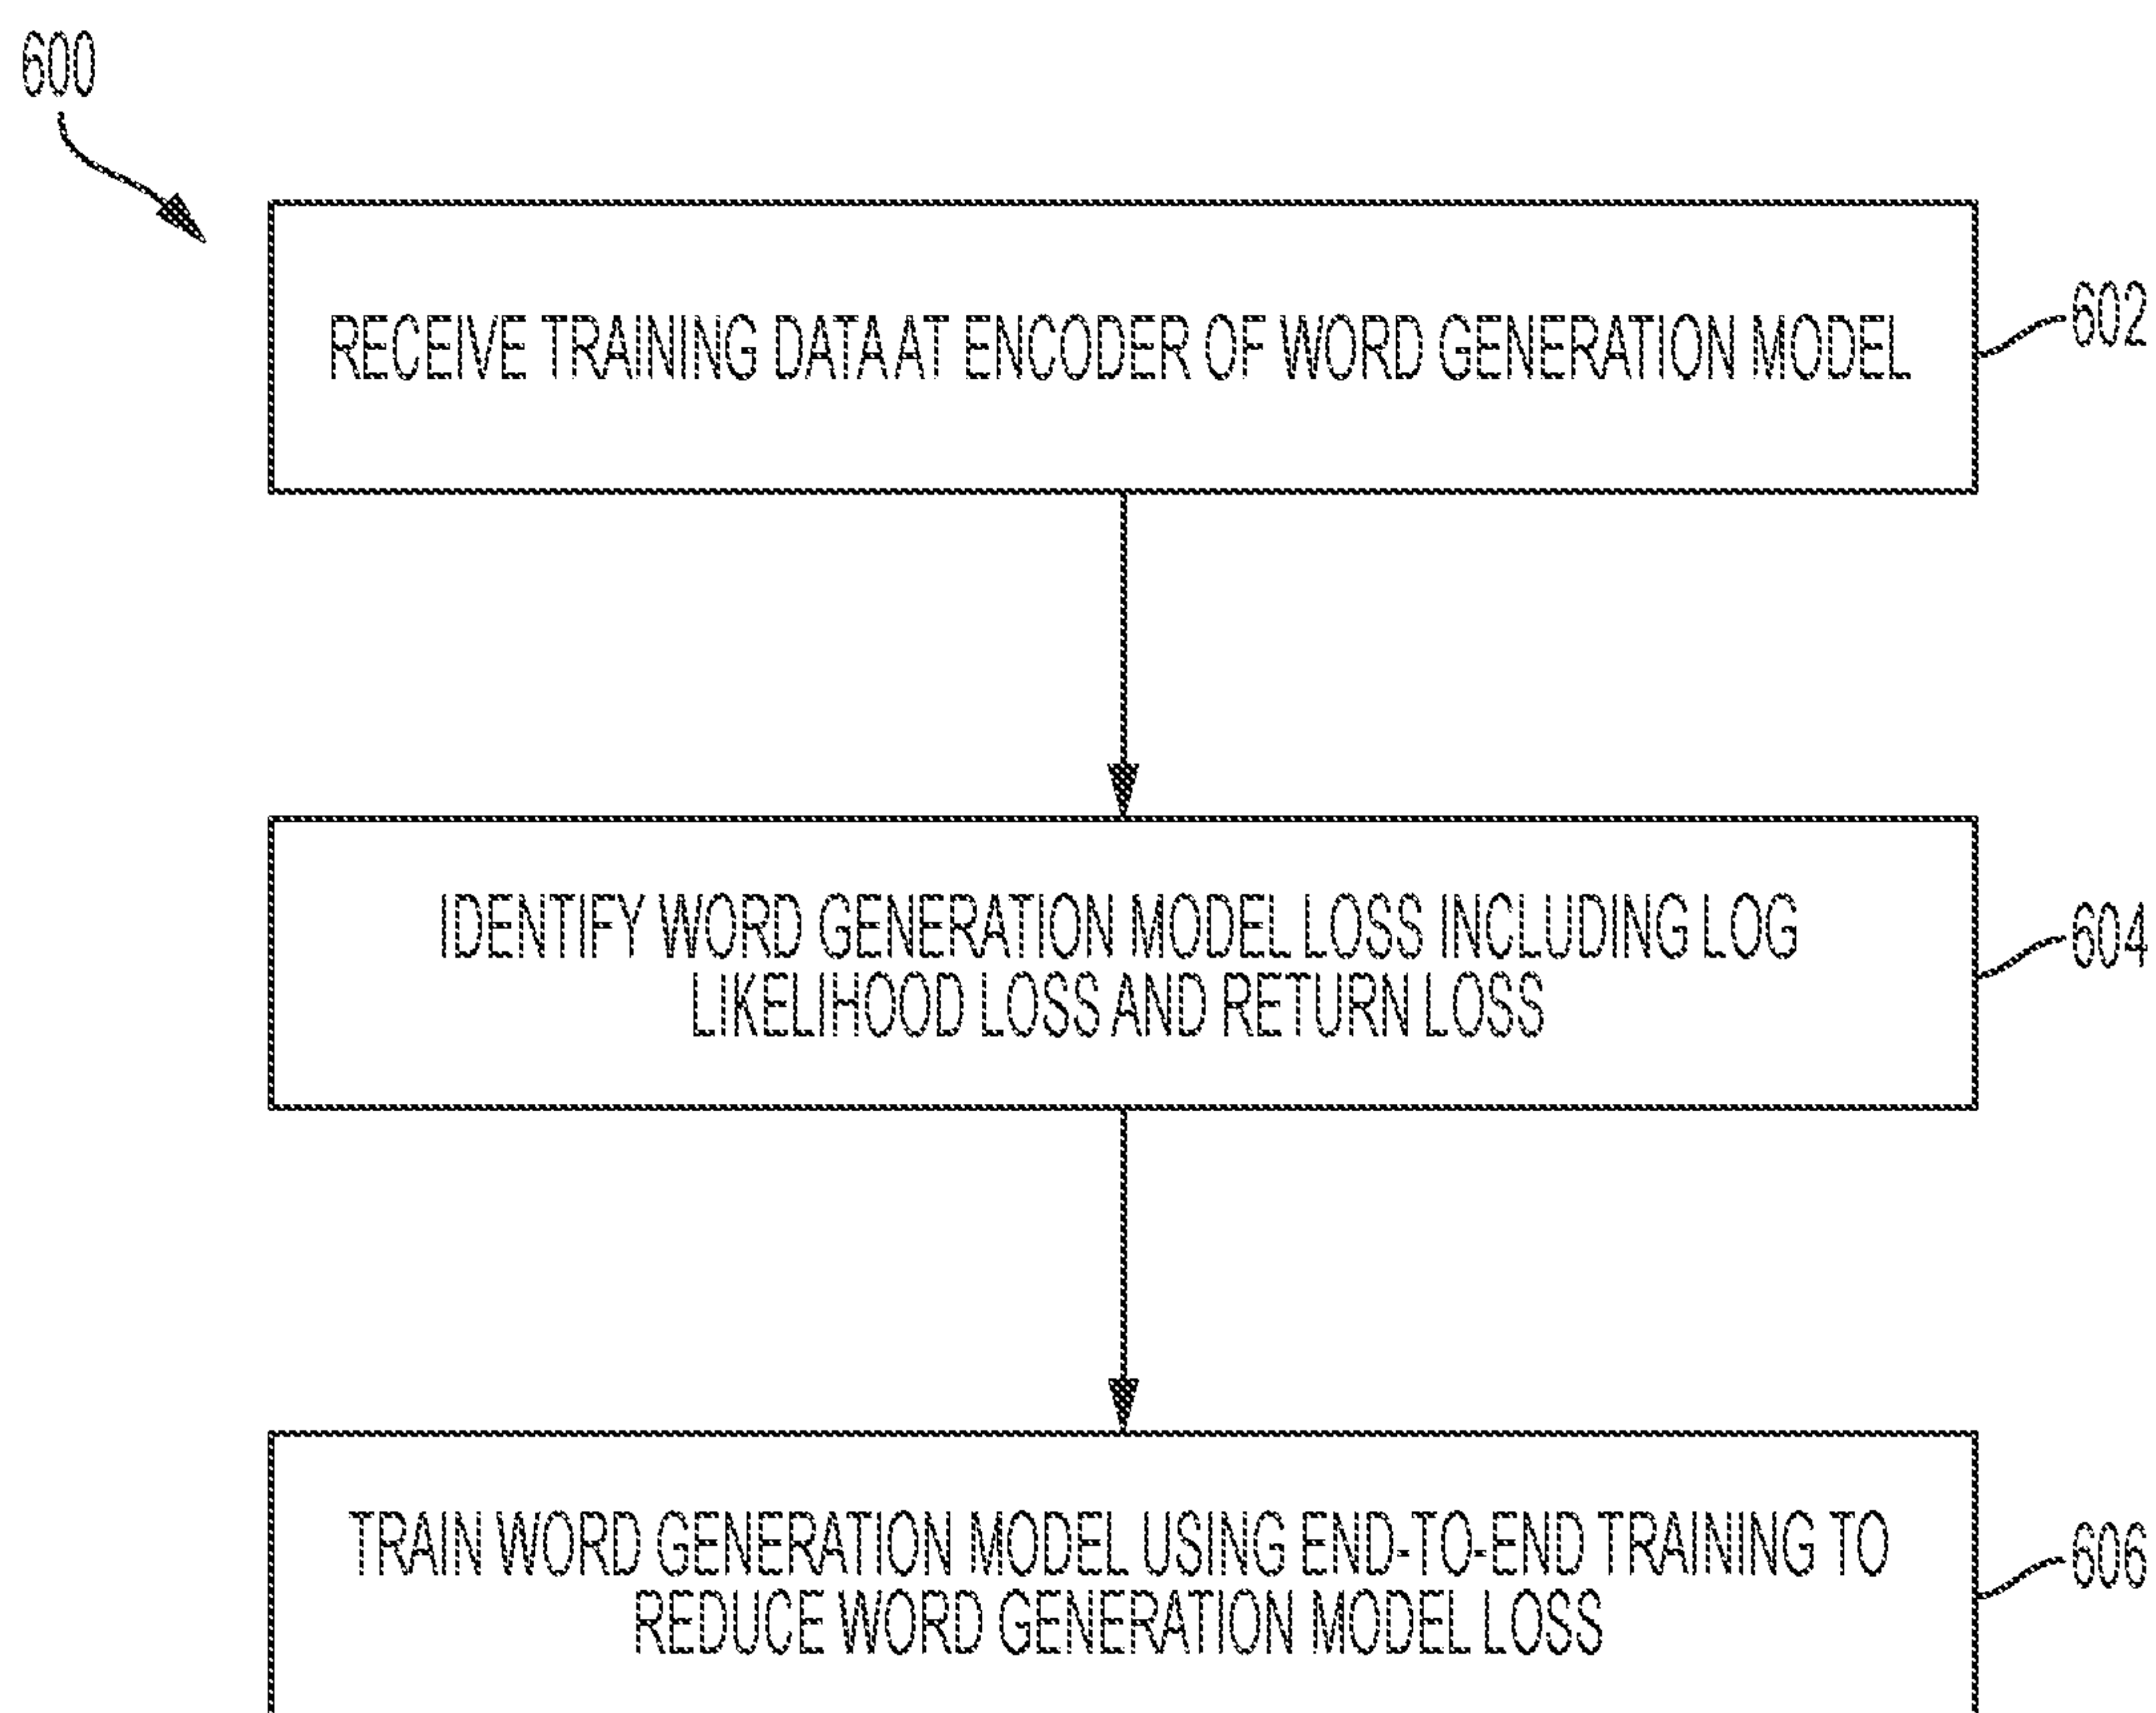 600
RECEIVE TRAINING DATA AT ENCODER OF WORD GENERATION MODEL
602
IDENTIFY WORD GENERATION MODEL LOSS INCLUDING LOG
LIKELIHOOD LOSS AND RETURN LOSS
604
TRAIN WORD GENERATION MODEL USING END-TO-END TRAINING TO
REDUCE WORD GENERATION MODEL LOSS
606